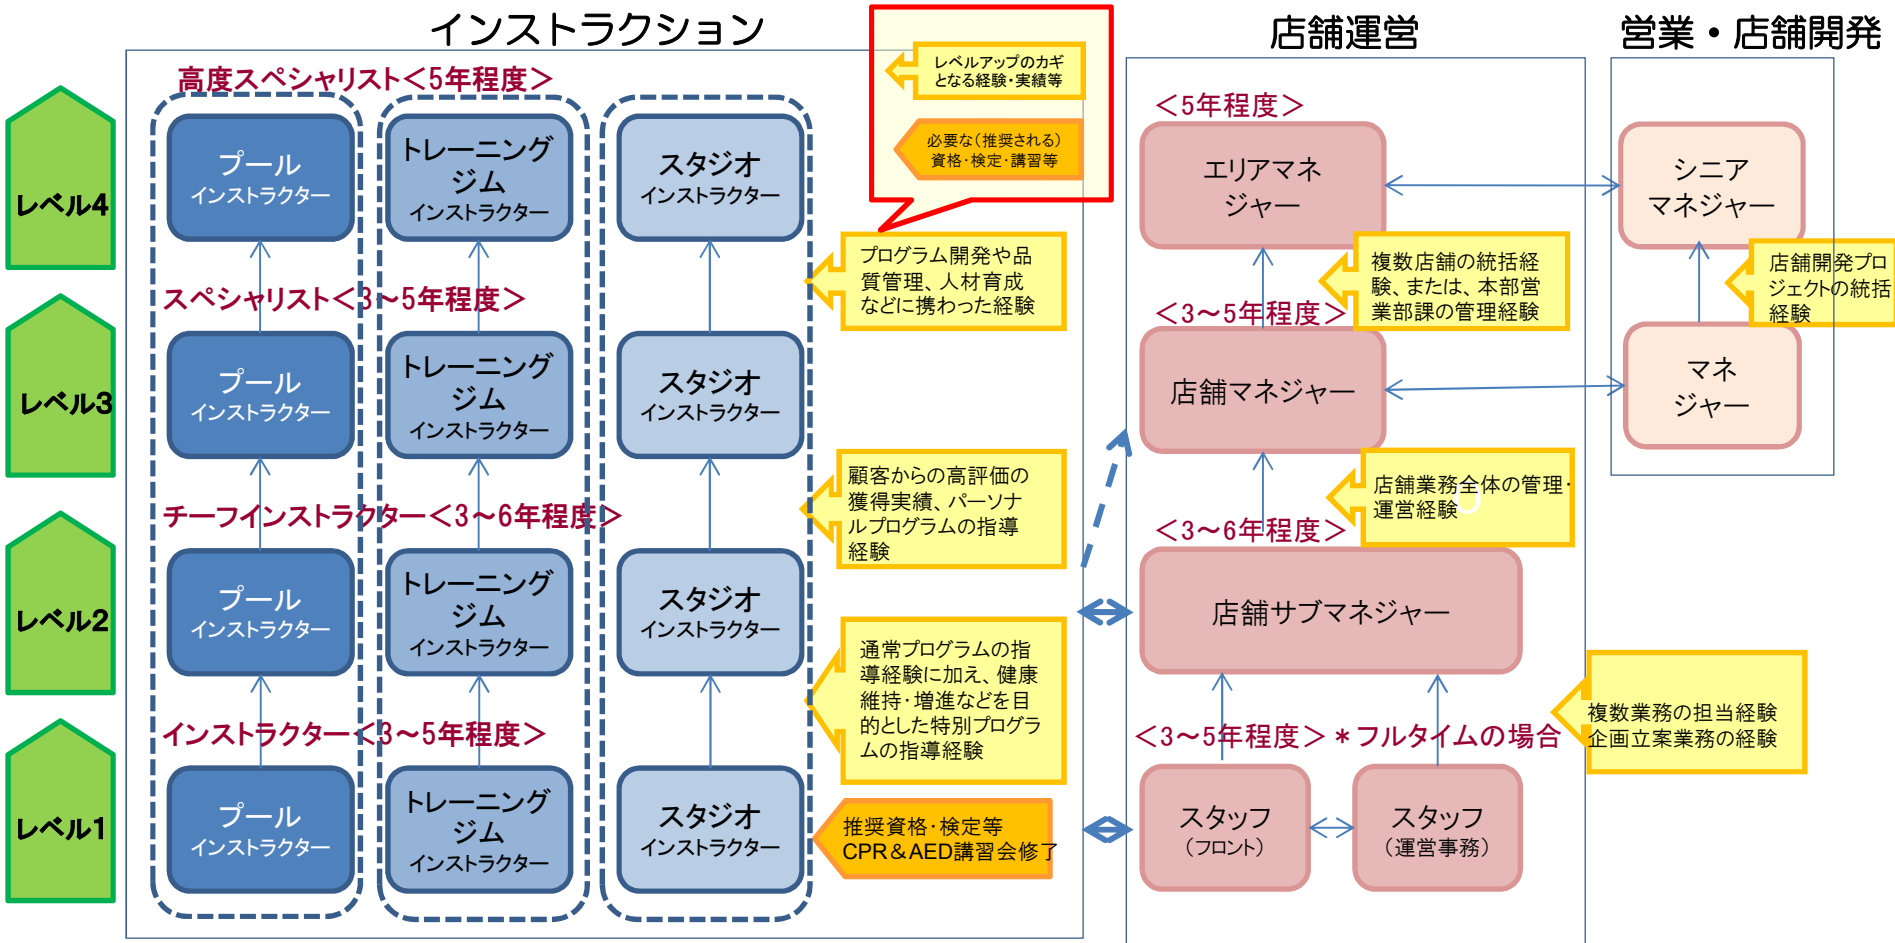 インストラクション
店舗運営
営業・店舗開発
レベルアップのカギ
となる経験・実績等
必要な（推奨される）
資格・検定・講習等
レベル4
高度スペシャリスト＜5年程度＞
プール
インストラクター
トレーニング
ジム
インストラクター
スタジオ
インストラクター
プログラム開発や品
質管理、人材育成
などに携わった経験
＜5年程度＞
エリアマネ
ジャー
複数店舗の統括経
験、または、本部営
業部課の管理経験
シニア
マネジャー
店舗開発プロ
ジェクトの統括
経験
レベル3
スペシャリスト＜3～5年程度＞
プール
インストラクター
トレーニング
ジム
インストラクター
スタジオ
インストラクター
顧客からの高評価の
獲得実績、パーソナ
ルプログラムの指導
経験
＜3～5年程度＞
店舗マネジャー
店舗業務全体の管理・
運営経験
マネ
ジャー
レベル2
チーフインストラクター＜3～6年程度＞
プール
インストラクター
トレーニング
ジム
インストラクター
スタジオ
インストラクター
通常プログラムの指
導経験に加え、健康
維持・増進などを目
的とした特別プログラ
ムの指導経験
＜3～6年程度＞
店舗サブマネジャー
複数業務の担当経験
企画立案業務の経験
レベル1
インストラクター＜3～5年程度＞
プール
インストラクター
トレーニング
ジム
インストラクター
スタジオ
インストラクター
推奨資格・検定等
CPR＆AED講習会修了
＜3～5年程度＞＊フルタイムの場合
スタッフ
（フロント）
スタッフ
（運営事務）